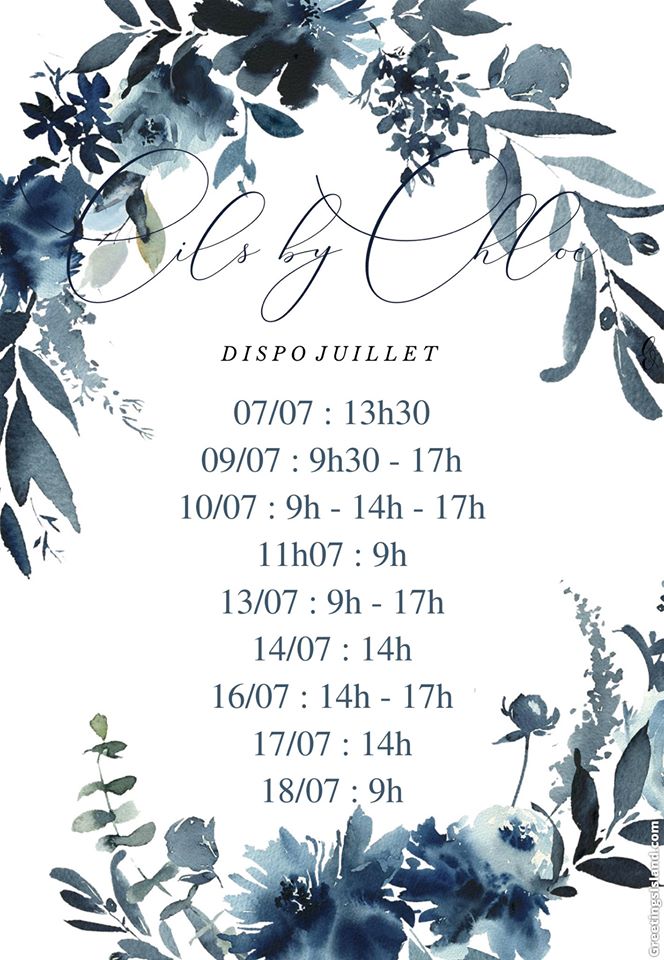 Cils by Chloe
DISPO JUILLET
07/07 : 13h30
09/07 : 9h30 - 17h
10/07 : 9h - 14h - 17h
11h07 : 9h
13/07 : 9h - 17h
14/07 : 14h
16/07 : 14h - 17h
17/07 : 14h
18/07 : 9h
GreetingsIsland.com